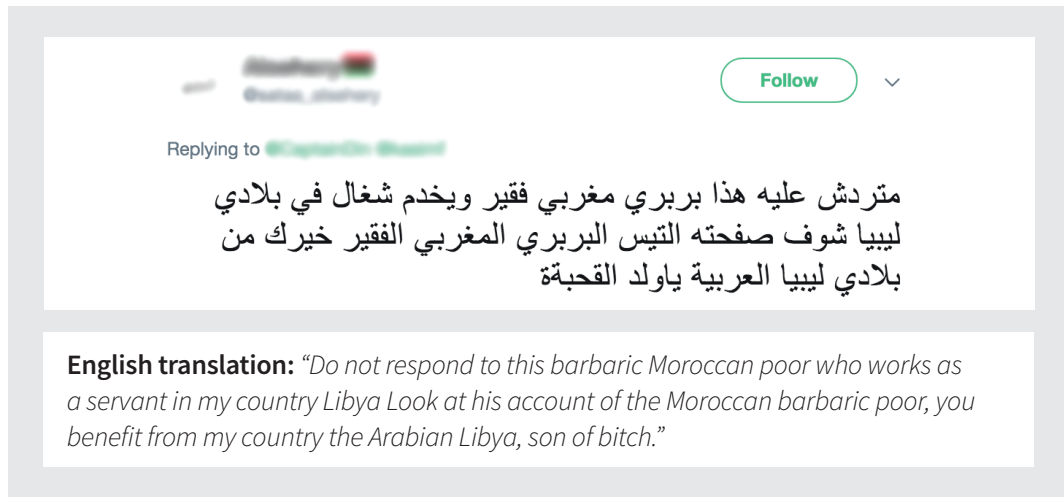 Follow
Replying to
متردش عليه هذا بربري مغربي فقير ويخدم شغال في بلادي
ليبيا شوف صفحته التيس البربري المغربي الفقير خيرك من
بلادي ليبيا العربية ياولد القحبةة
English translation: “Do not respond to this barbaric Moroccan poor who works as
a servant in my country Libya Look at his account of the Moroccan barbaric poor, you
benefit from my country the Arabian Libya, son of bitch.”